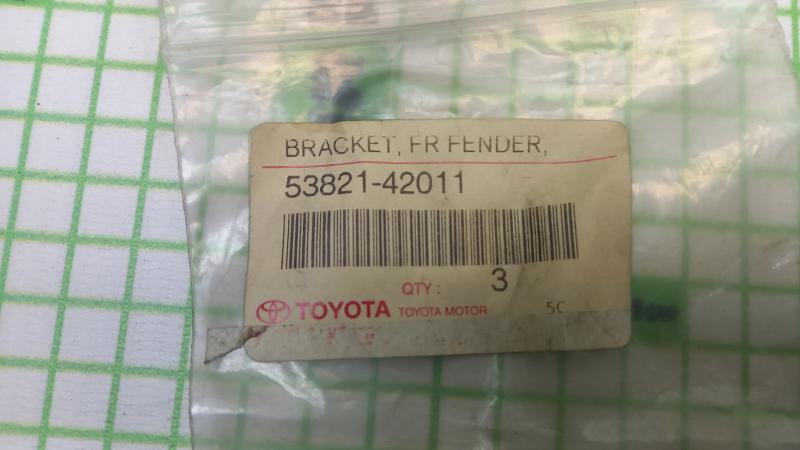 BRACKET, FR FENDER,
53821-42011
QTY : 3
TOYOTA TOYOTA MOTOR 5C